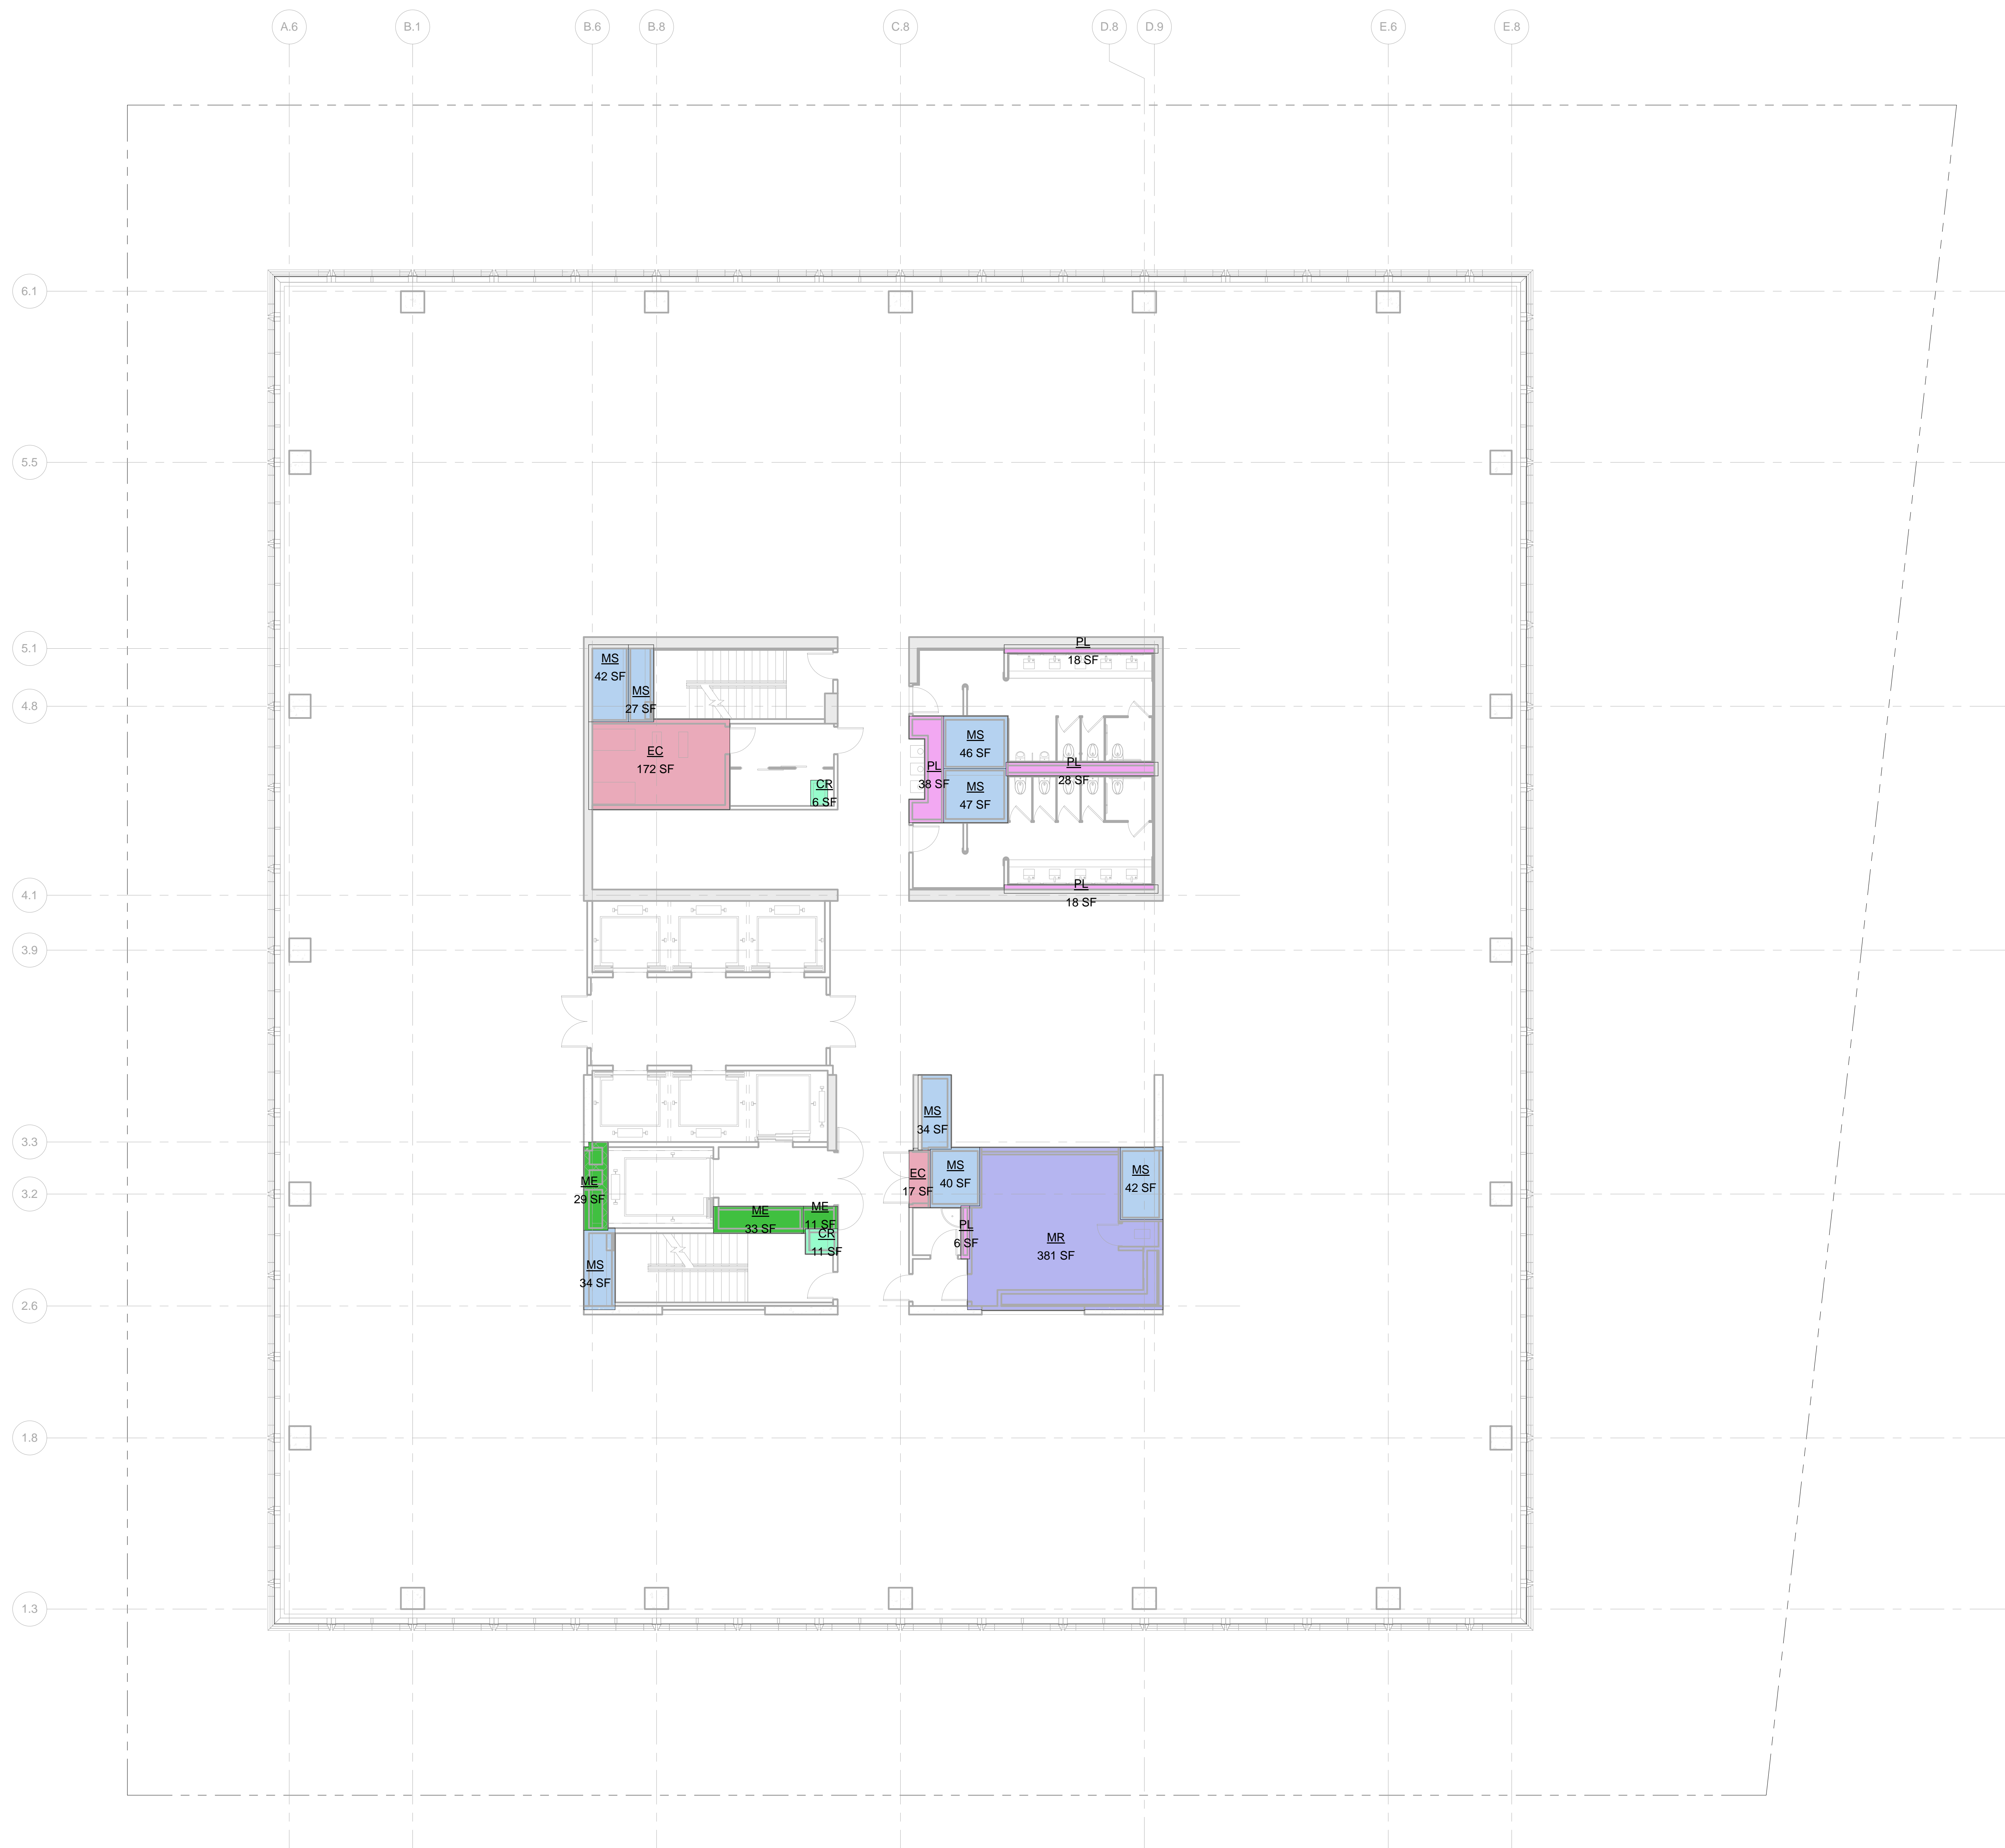 A.6 B.1 B.6 B.8 C.8 D.8 D.9 E.6 E.8
6.1
5.5
5.1
4.8
4.1
3.9
3.3
3.2
2.6
1.8
1.3
MS
42 SF
MS
27 SF
EC
172 SF
CR
6 SF
PL
18 SF
MS
46 SF
PL
38 SF
PL
28 SF
MS
47 SF
PL
18 SF
MS
34 SF
EC
17 SF
MS
40 SF
MS
42 SF
PL
6 SF
MR
381 SF
ME
29 SF
ME
33 SF
ME
11 SF
CR
11 SF
MS
34 SF